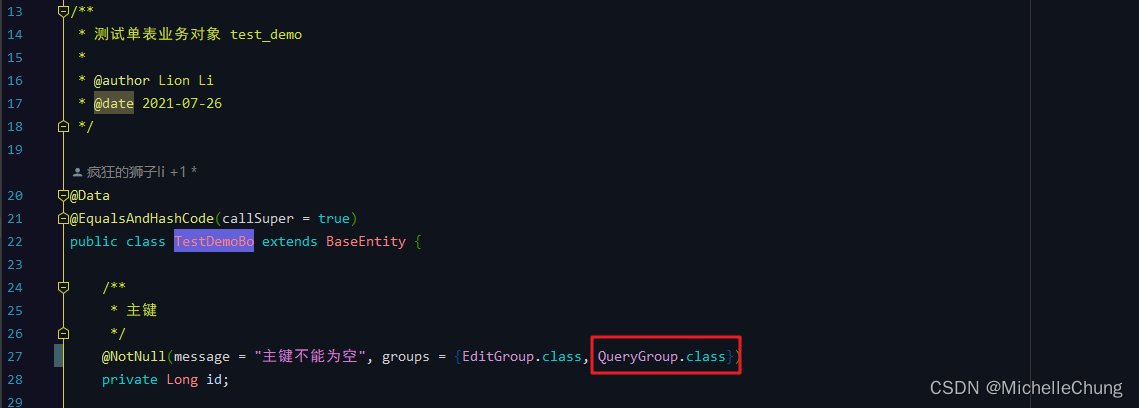 13 /**
14 * 测试单表业务对象 test_demo
15 *
16 * @author Lion Li
17 * @date 2021-07-26
18 */
19
疯狂的狮子li +1 *
20 @Data
21 @EqualsAndHashCode(callSuper = true)
22 public class TestDemoBo extends BaseEntity {
23
24 /**
25 * 主键
26 */
27 @NotNull(message = "主键不能为空", groups = {EditGroup.class, QueryGroup.class})
28 private Long id;
29
CSDN @MichelleChung